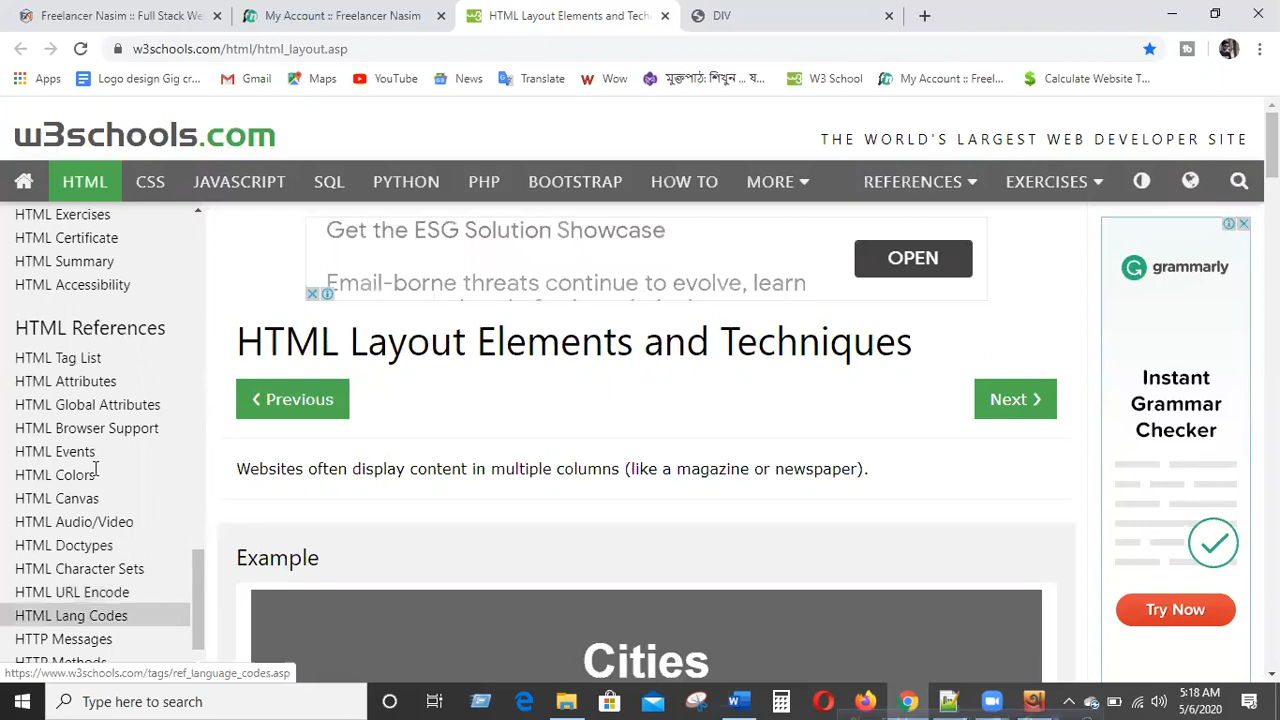 Freelancer Nasim :: Full Stack We
My Account :: Freelancer Nasim
HTML Layout Elements and Tech
DIV
w3schools.com/html/html_layout.asp
Apps
Logo design Gig cr...
Gmail
Maps
YouTube
News
Translate
Wow
মুক্তপাঠ: শিখুন ... য...
W3 School
My Account :: Freel...
Calculate Website T...
w3schools.com
THE WORLD'S LARGEST WEB DEVELOPER SITE
HTML
CSS
JAVASCRIPT
SQL
PYTHON
PHP
BOOTSTRAP
HOW TO
MORE
REFERENCES
EXERCISES
HTML Exercises
HTML Certificate
HTML Summary
HTML Accessibility
HTML References
HTML Tag List
HTML Attributes
HTML Global Attributes
HTML Browser Support
HTML Events
HTML Colors
HTML Canvas
HTML Audio/Video
HTML Doctypes
HTML Character Sets
HTML URL Encode
HTML Lang Codes
HTTP Messages
HTTP Methods
https://www.w3schools.com/tags/ref_language_codes.asp
Get the ESG Solution Showcase
Email-borne threats continue to evolve, learn
OPEN
HTML Layout Elements and Techniques
❮ Previous
Next ❯
Websites often display content in multiple columns (like a magazine or newspaper).
Example
Cities
grammarly
Instant
Grammar
Checker
Try Now
Type here to search
5:18 AM
5/6/2020